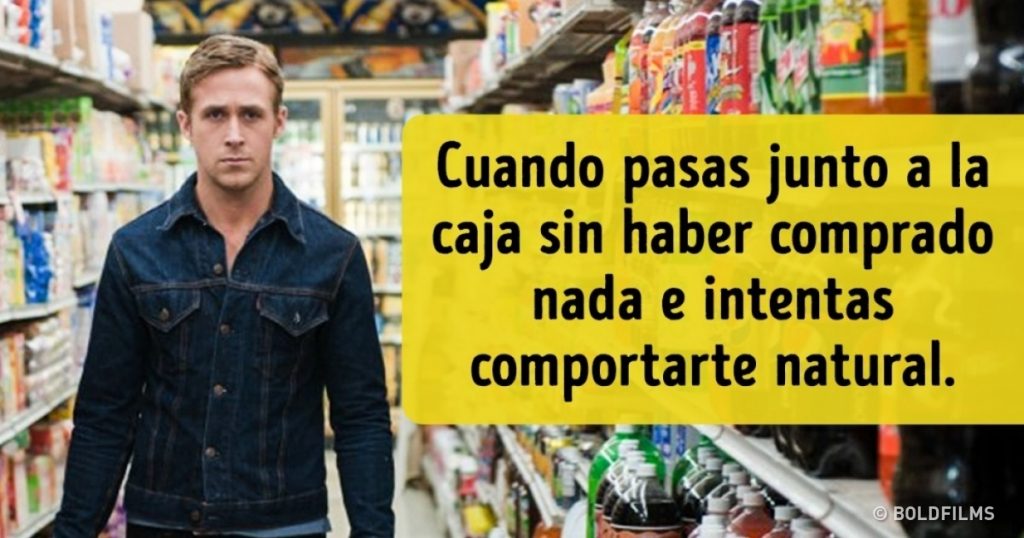 Cuando pasas junto a la
caja sin haber comprado
nada e intentas
comportarte natural.
© BOLDFILMS